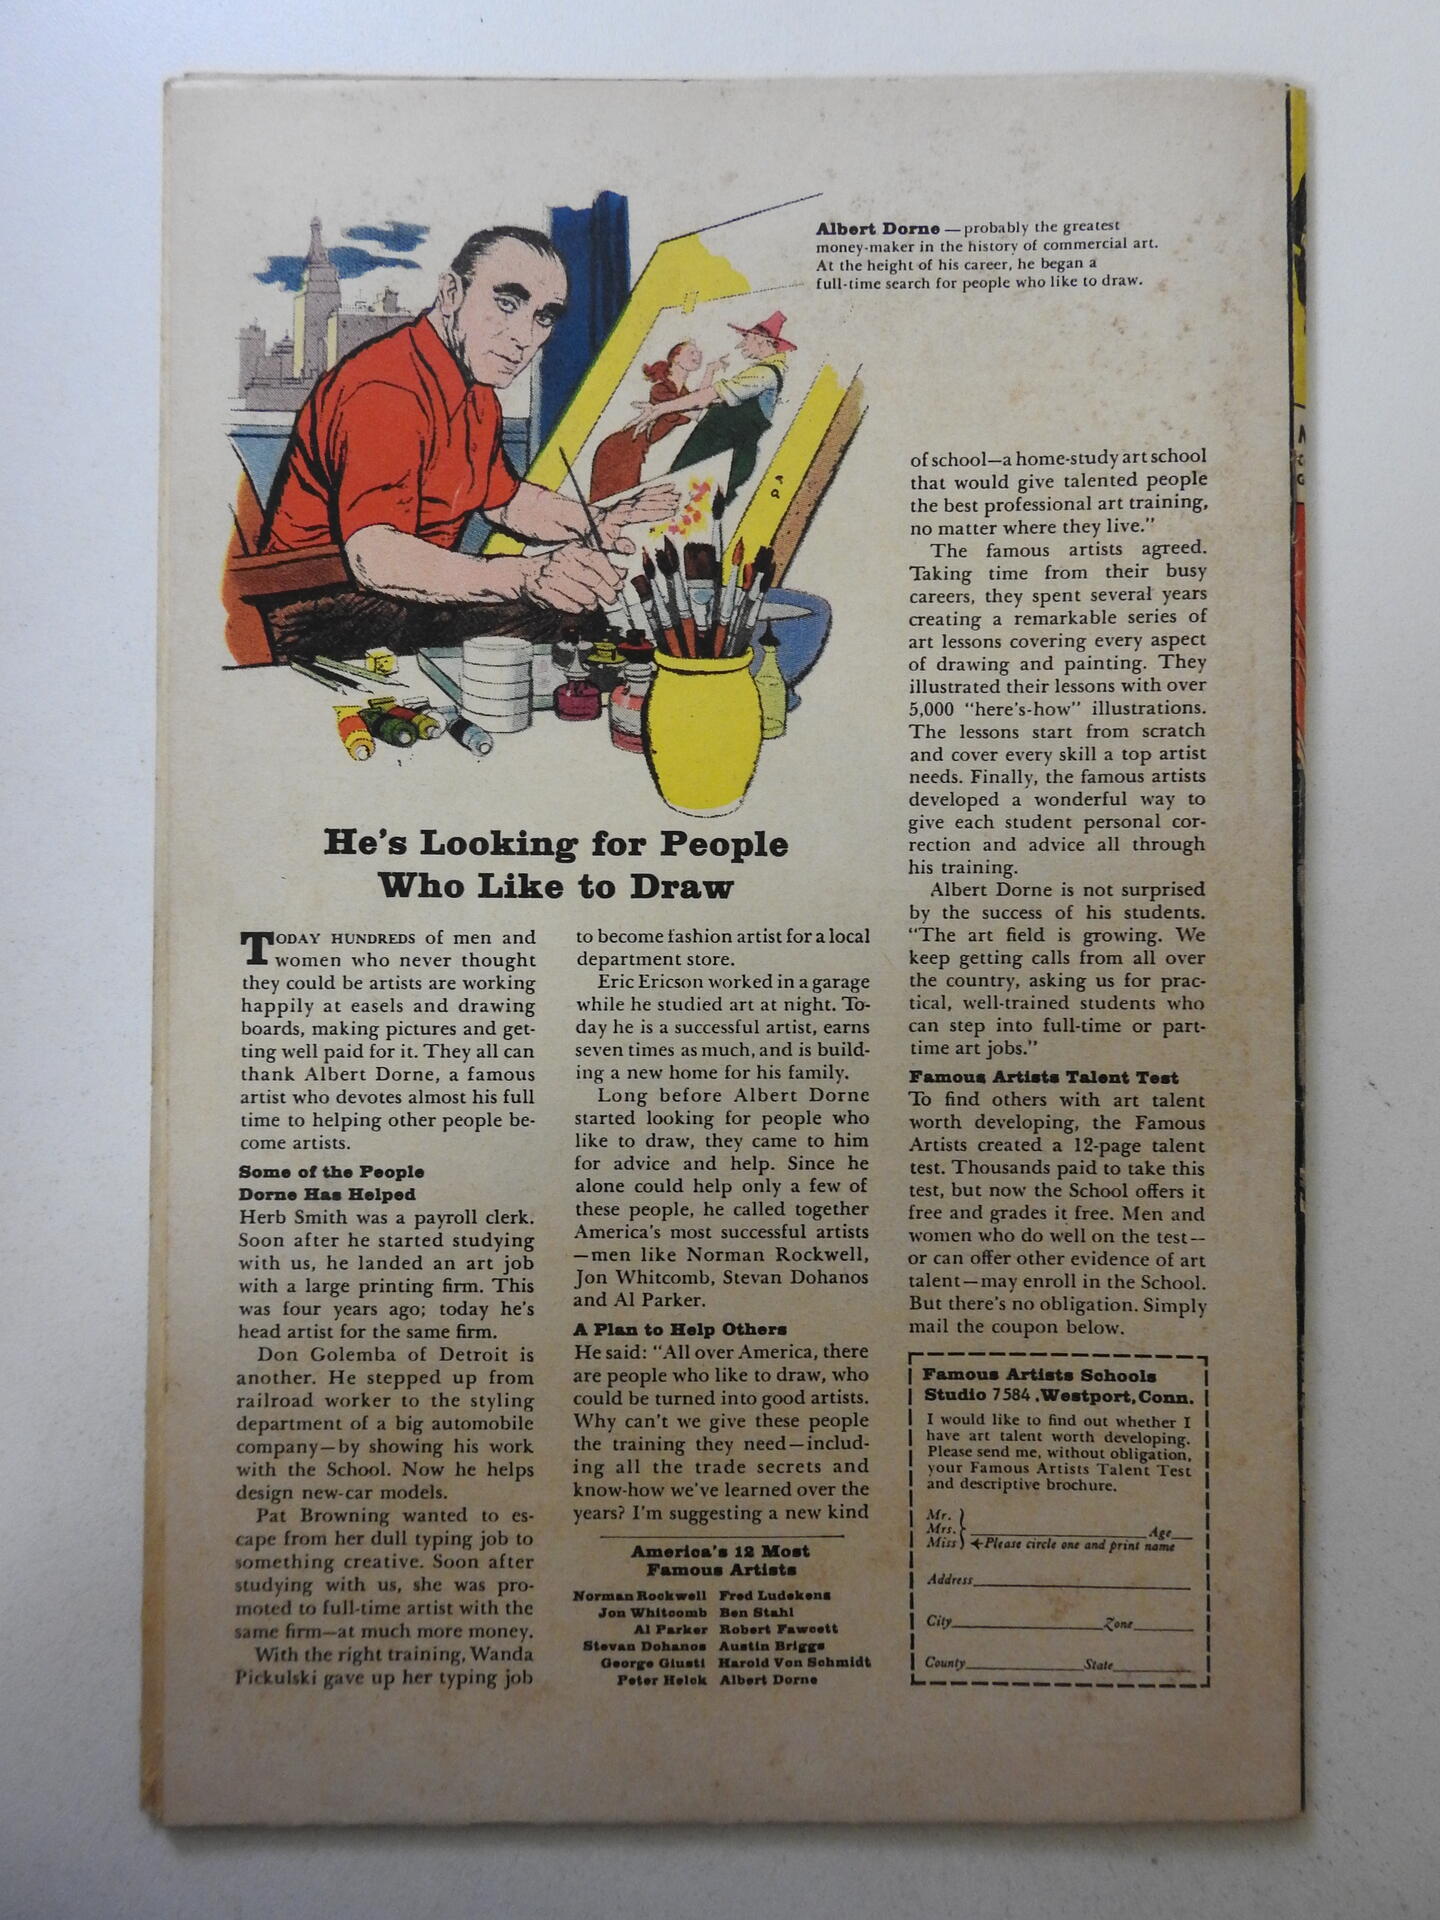 Albert Dorne — probably the greatest
money-maker in the history of commercial art.
At the height of his career, he began a
full-time search for people who like to draw.
He's Looking for People
Who Like to Draw
TODAY HUNDREDS of men and
women who never thought
they could be artists are working
happily at easels and drawing
boards, making pictures and get-
ting well paid for it. They all can
thank Albert Dorne, a famous
artist who devotes almost his full
time to helping other people be-
come artists.
Some of the People
Dorne Has Helped
Herb Smith was a payroll clerk.
Soon after he started studying
with us, he landed an art job
with a large printing firm. This
was four years ago; today he's
head artist for the same firm.
Don Golemba of Detroit is
another. He stepped up from
railroad worker to the styling
department of a big automobile
company—by showing his work
with the School. Now he helps
design new-car models.
Pat Browning wanted to es-
cape from her dull typing job to
something creative. Soon after
studying with us, she was pro-
moted to full-time artist with the
same firm—at much more money.
With the right training, Wanda
Pickulski gave up her typing job
to become fashion artist for a local
department store.
Eric Ericson worked in a garage
while he studied art at night. To-
day he is a successful artist, earns
seven times as much, and is build-
ing a new home for his family.
Long before Albert Dorne
started looking for people who
like to draw, they came to him
for advice and help. Since he
alone could help only a few of
these people, he called together
America's most successful artists
—men like Norman Rockwell,
Jon Whitcomb, Stevan Dohanos
and Al Parker.
A Plan to Help Others
He said: "All over America, there
are people who like to draw, who
could be turned into good artists.
Why can't we give these people
the training they need—includ-
ing all the trade secrets and
know-how we've learned over the
years? I'm suggesting a new kind
America's 12 Most
Famous Artists
Norman Rockwell Fred Ludekens
Jon Whitcomb Ben Stahl
Al Parker Robert Fawcett
Stevan Dohanos Austin Briggs
George Giusti Harold Von Schmidt
Peter Helck Albert Dorne
of school—a home-study art school
that would give talented people
the best professional art training,
no matter where they live."
The famous artists agreed.
Taking time from their busy
careers, they spent several years
creating a remarkable series of
art lessons covering every aspect
of drawing and painting. They
illustrated their lessons with over
5,000 "here's-how" illustrations.
The lessons start from scratch
and cover every skill a top artist
needs. Finally, the famous artists
developed a wonderful way to
give each student personal cor-
rection and advice all through
his training.
Albert Dorne is not surprised
by the success of his students.
"The art field is growing. We
keep getting calls from all over
the country, asking us for prac-
tical, well-trained students who
can step into full-time or part-
time art jobs."
Famous Artists Talent Test
To find others with art talent
worth developing, the Famous
Artists created a 12-page talent
test. Thousands paid to take this
test, but now the School offers it
free and grades it free. Men and
women who do well on the test—
or can offer other evidence of art
talent—may enroll in the School.
But there's no obligation. Simply
mail the coupon below.
Famous Artists Schools
Studio 7584, Westport, Conn.
I would like to find out whether I
have art talent worth developing.
Please send me, without obligation,
your Famous Artists Talent Test
and descriptive brochure.
Mr.
Mrs. Age
Miss Please circle one and print name
Address
City Zone
County State